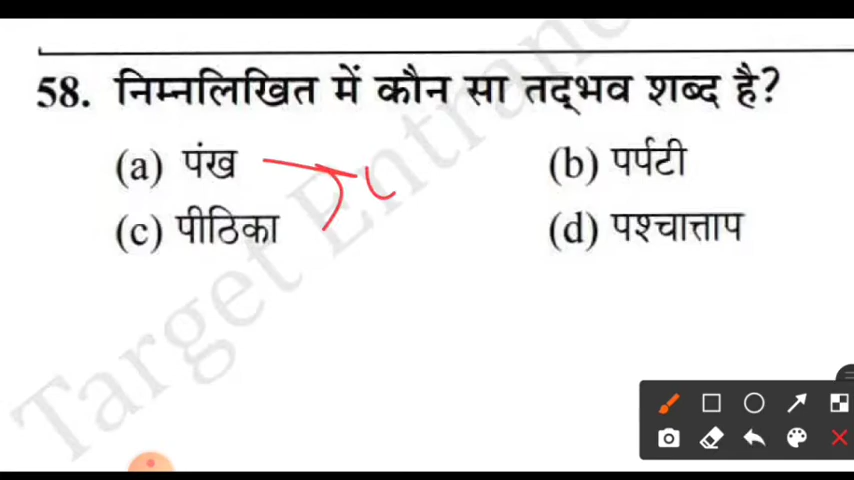 58. निम्नलिखित में कौन सा तद्भव शब्द है?
(a) पंख (b) पर्पटी
(c) पीठिका (d) पश्चात्ताप
Target Entrance